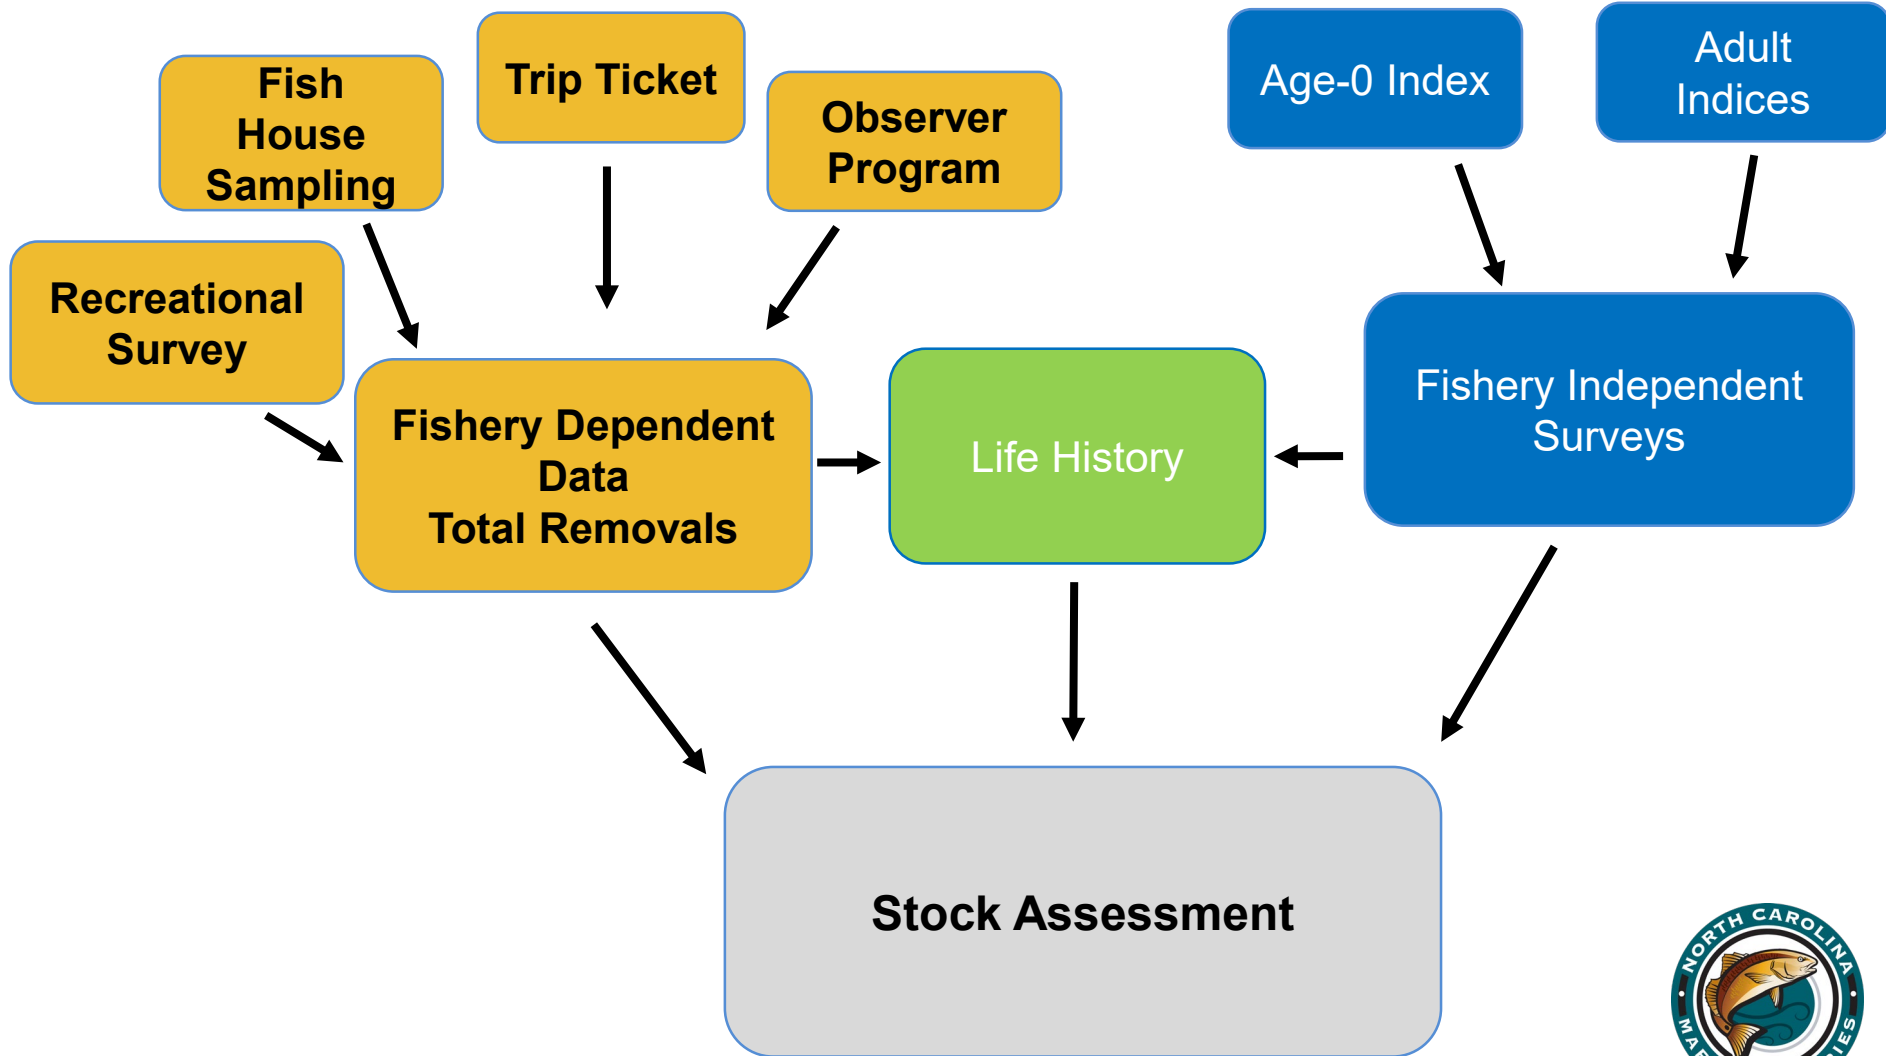 Fish
House
Sampling
Trip Ticket
Observer
Program
Age-0 Index
Adult
Indices
Recreational
Survey
Fishery Dependent
Data
Total Removals
Life History
Fishery Independent
Surveys
Stock Assessment
NORTH CAROLINA